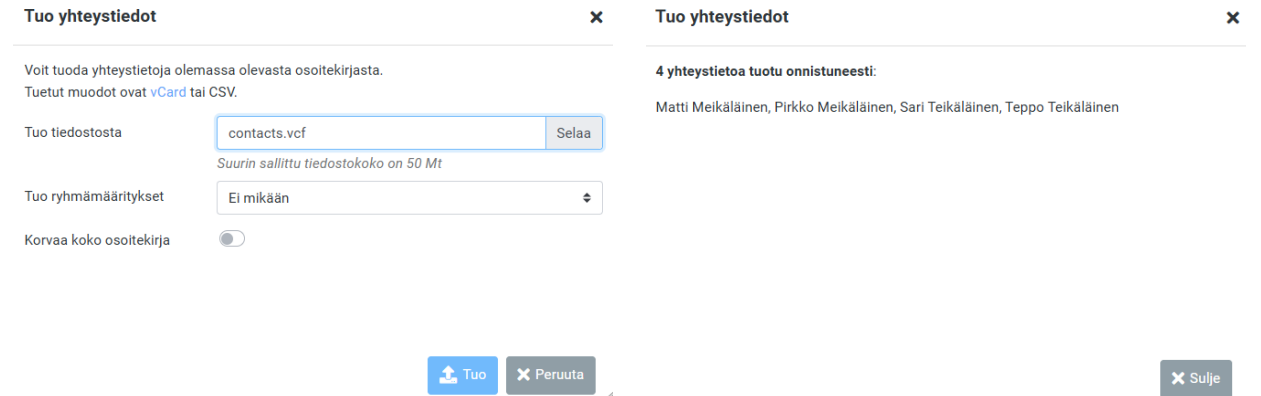 Tuo yhteystiedot
Voit tuoda yhteystietoja olemassa olevasta osoitekirjasta.
Tuetut muodot ovat vCard tai CSV.
Tuo tiedostosta
contacts.vcf
Selaa
Suurin sallittu tiedostokoko on 50 Mt
Tuo ryhmämääritykset
Ei mikään
Korvaa koko osoitekirja
Tuo
Peruuta
Tuo yhteystiedot
4 yhteystietoa tuotu onnistuneesti:
Matti Meikäläinen, Pirkko Meikäläinen, Sari Teikäläinen, Teppo Teikäläinen
Sulje